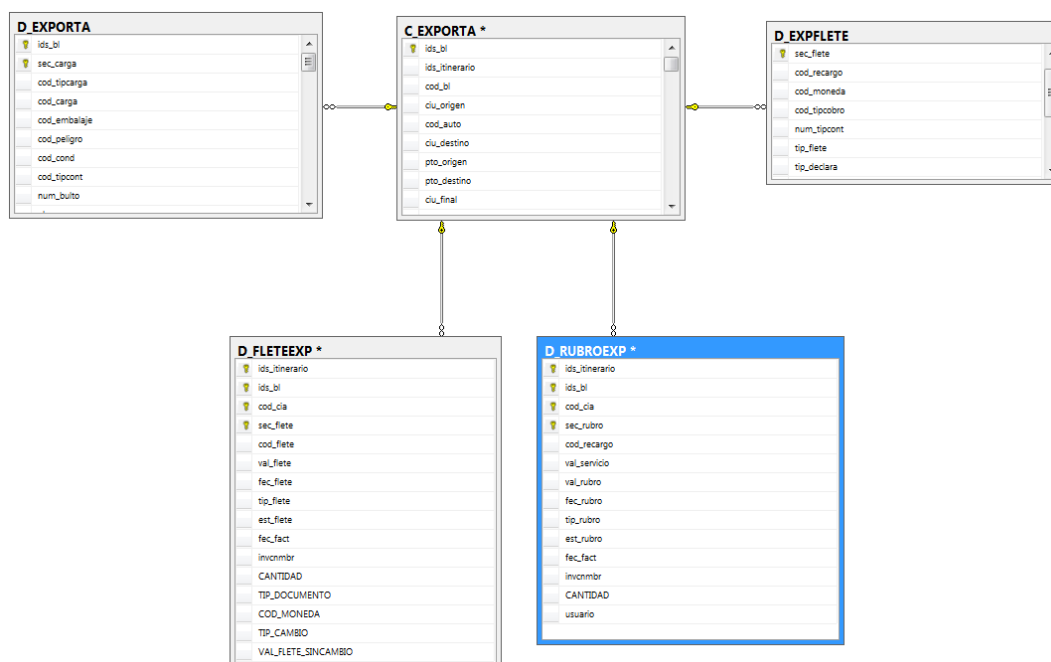 D_EXPORTA
ids_bl
sec_carga
cod_tipcarga
cod_carga
cod_embalaje
cod_peligro
cod_cond
cod_tipcont
num_bulto
C_EXPORTA *
ids_bl
ids_itinerario
cod_bl
ciu_origen
cod_auto
ciu_destino
pto_origen
pto_destino
ciu_final
D_EXPFLETE
sec_flete
cod_recargo
cod_moneda
cod_tipcobro
num_tipcont
tip_flete
tip_declara
D_FLETEEXP *
ids_itinerario
ids_bl
cod_cia
sec_flete
cod_flete
val_flete
fec_flete
tip_flete
est_flete
fec_fact
invcnmbr
CANTIDAD
TIP_DOCUMENTO
COD_MONEDA
TIP_CAMBIO
VAL_FLETE_SINCAMBIO
D_RUBROEXP *
ids_itinerario
ids_bl
cod_cia
sec_rubro
cod_recargo
val_servicio
val_rubro
fec_rubro
tip_rubro
est_rubro
fec_fact
invcnmbr
CANTIDAD
usuario